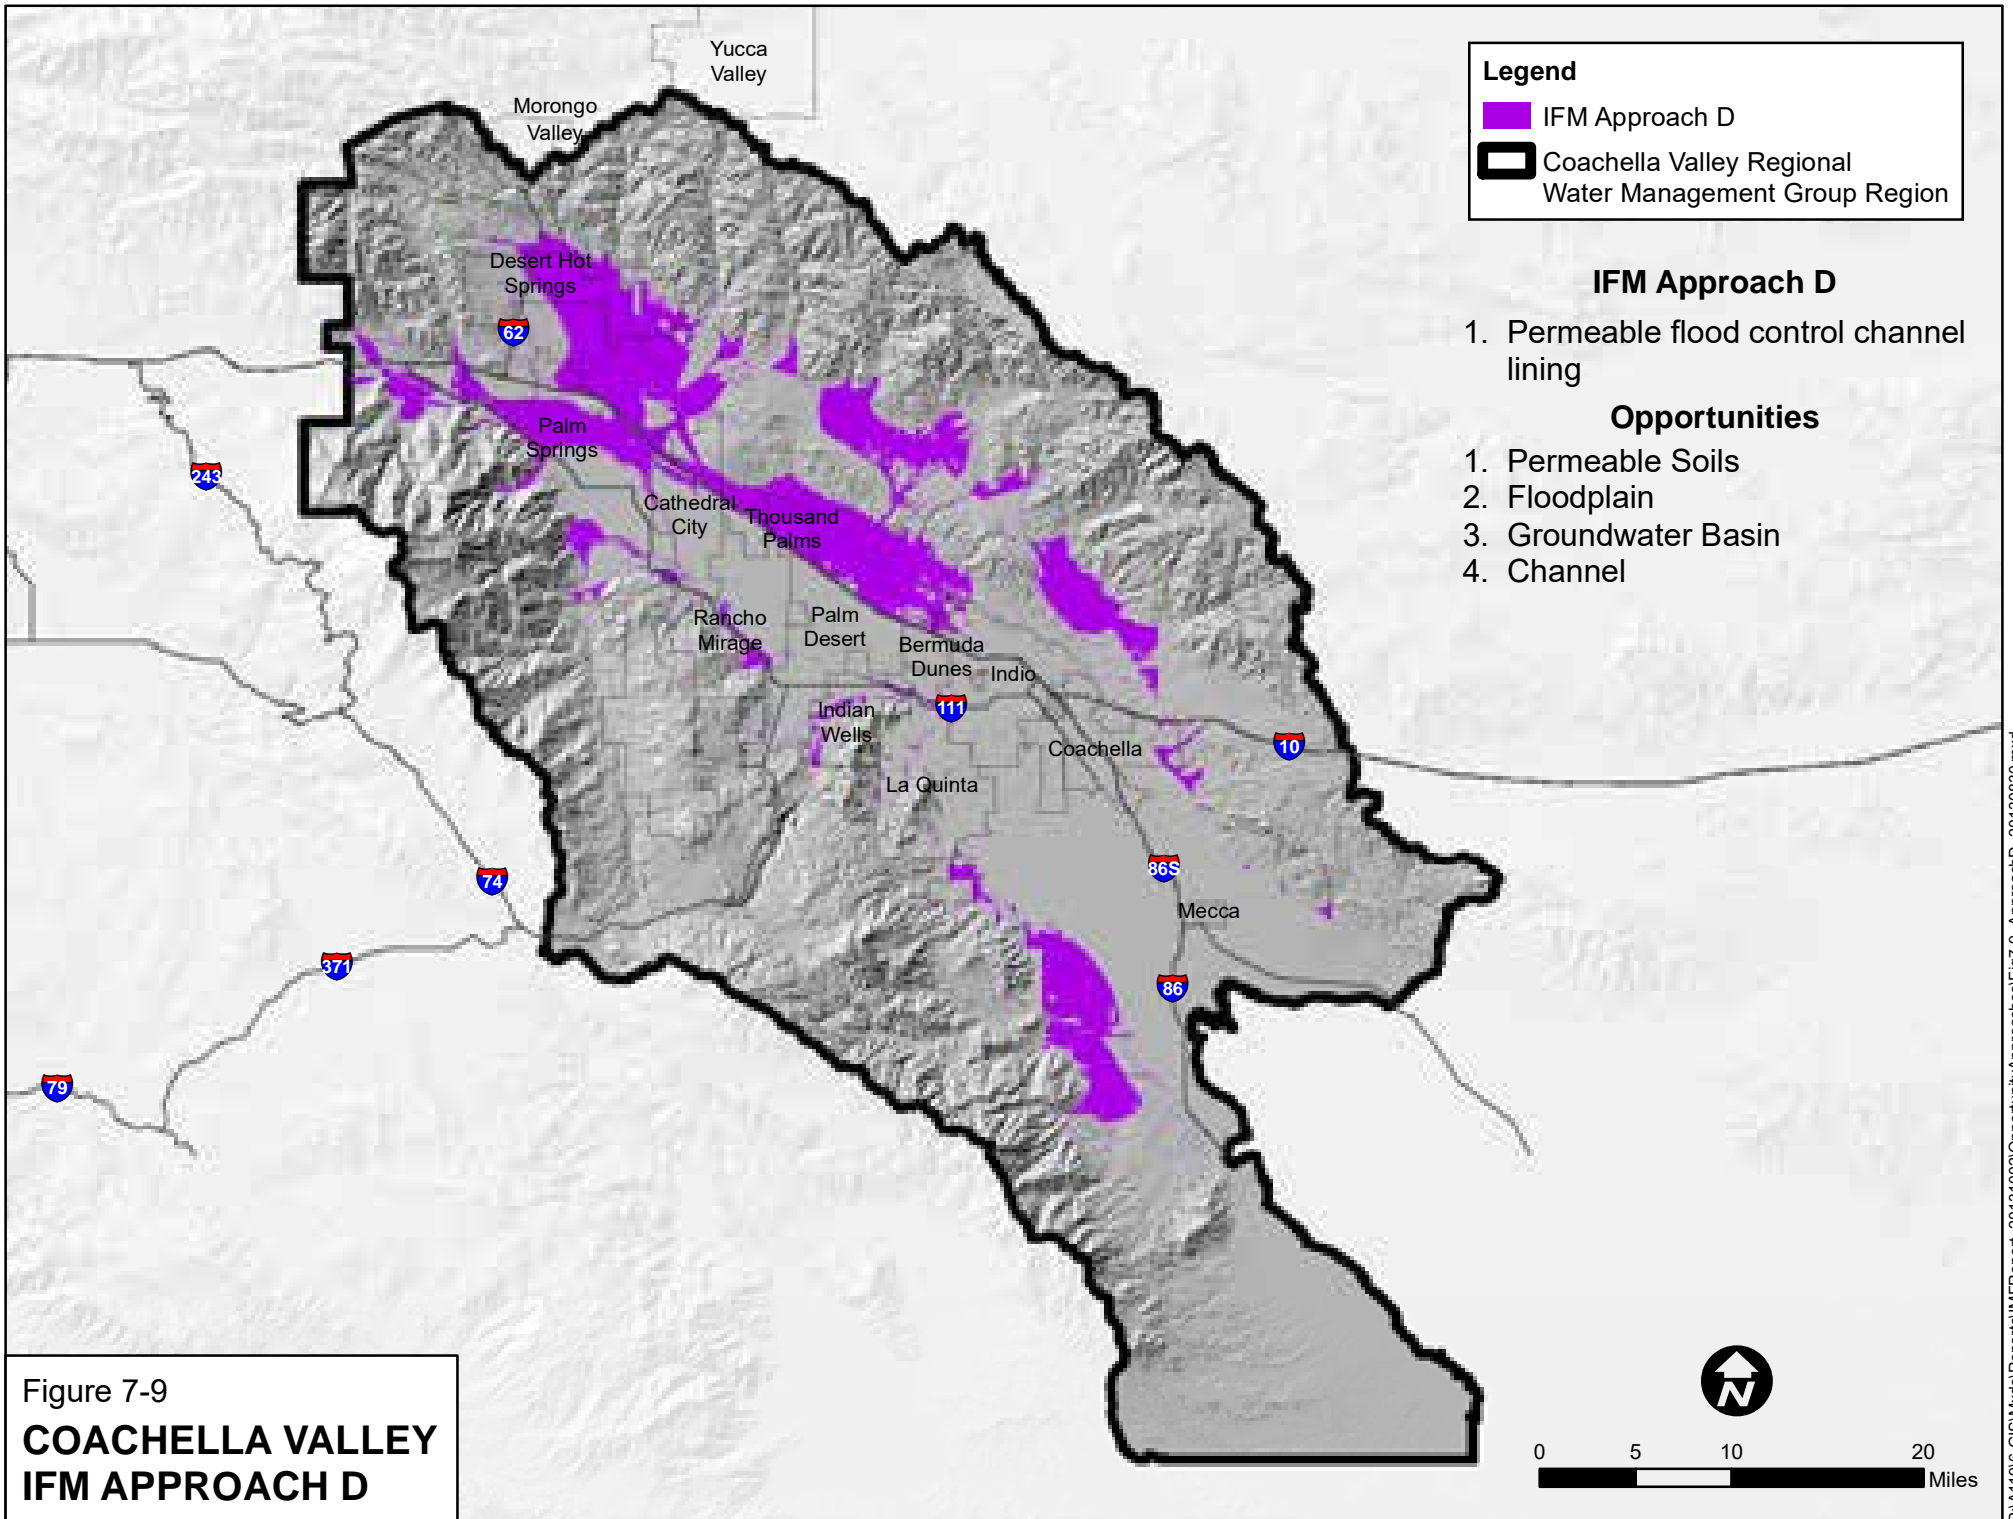 Yucca
Valley
Morongo
Valley
Desert Hot
Springs
62
Palm
Springs
243
Cathedral
City
Thousand
Palms
Rancho
Mirage
Palm
Desert
Bermuda
Dunes
Indio
111
Indian
Wells
10
Coachella
La Quinta
74
86S
Mecca
371
86
79
Legend
IFM Approach D
Coachella Valley Regional
Water Management Group Region
IFM Approach D
1. Permeable flood control channel
lining
Opportunities
1. Permeable Soils
2. Floodplain
3. Groundwater Basin
4. Channel
N
0 5 10 20
Miles
Figure 7-9
COACHELLA VALLEY
IFM APPROACH D